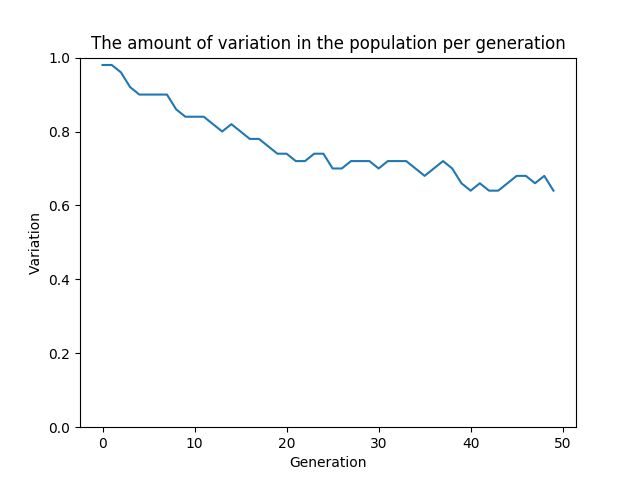 The amount of variation in the population per generation
1.0
0.8
0.6
0.4
0.2
0.0
Variation
0 10 20 30 40 50
Generation